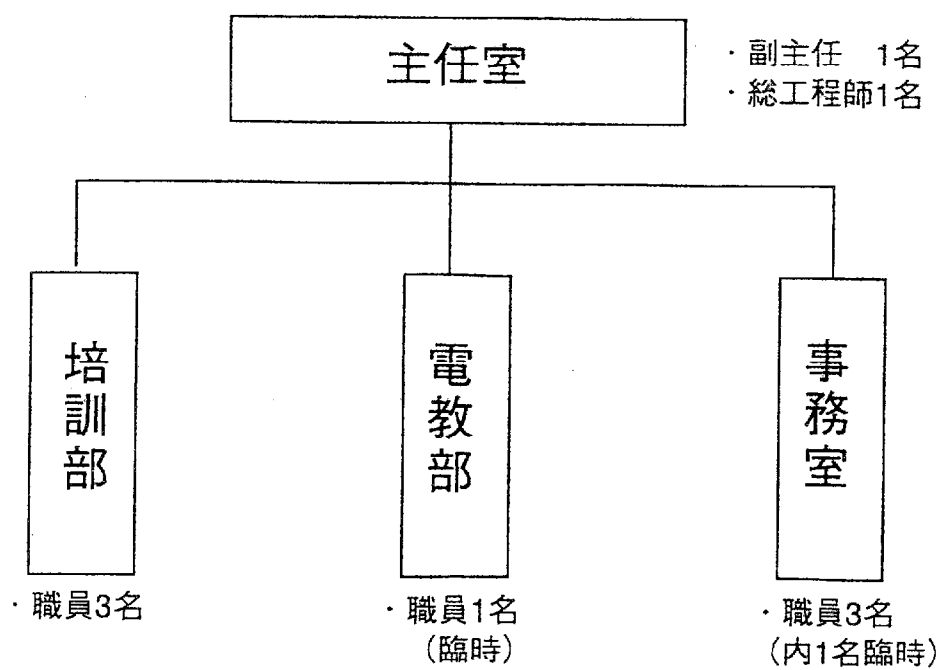 主任室
・副主任 1名
・総工程師1名
培訓部
電教部
事務室
・職員3名
・職員1名
(臨時)
・職員3名
(内1名臨時)